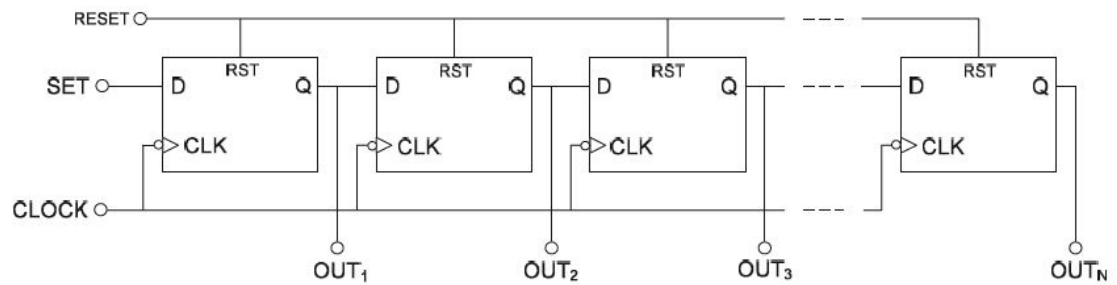 RESET
RST RST RST RST
SET D Q D Q D Q D Q
CLK CLK CLK CLK
CLOCK
OUT1 OUT2 OUT3 OUTN